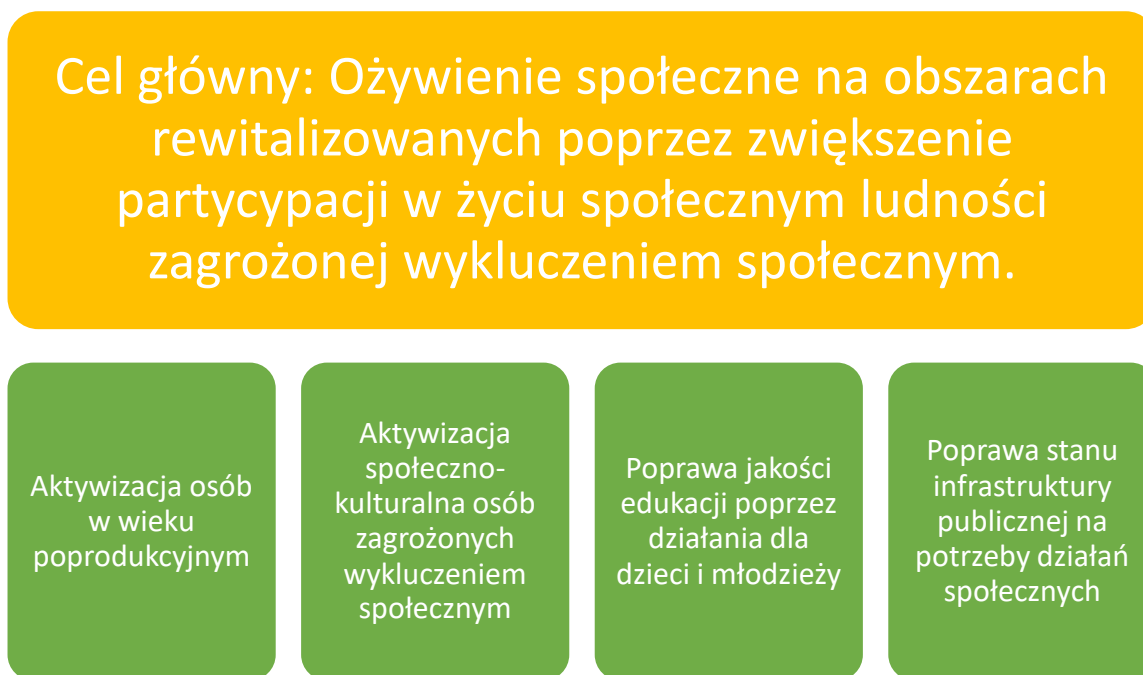 Cel główny: Ożywienie społeczne na obszarach
rewitalizowanych poprzez zwiększenie
partycypacji w życiu społecznym ludności
zagrożonej wykluczeniem społecznym.
Aktywizacja osób
w wieku
poprodukcyjnym
Aktywizacja
społeczno-
kulturalna osób
zagrożonych
wykluczeniem
społecznym
Poprawa jakości
edukacji poprzez
działania dla
dzieci i młodzieży
Poprawa stanu
infrastruktury
publicznej na
potrzeby działań
społecznych